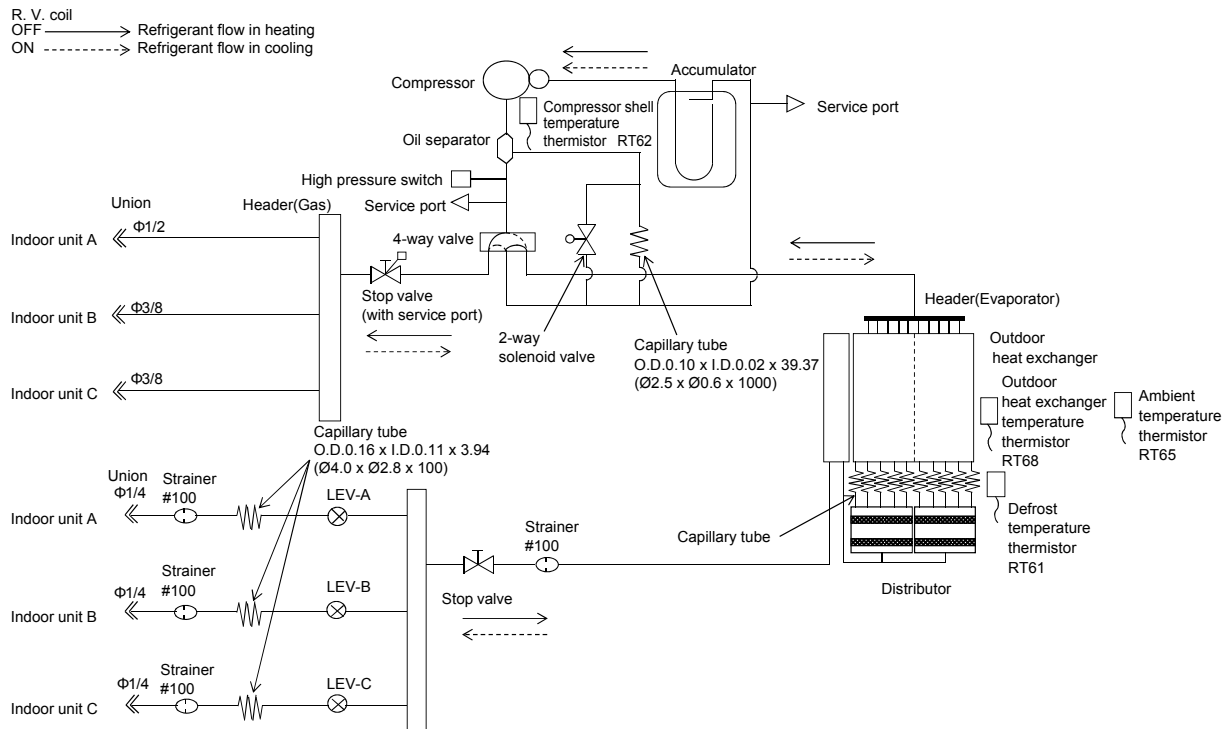 R. V. coil
OFF Refrigerant flow in heating
ON Refrigerant flow in cooling
Compressor
Accumulator
Service port
Compressor shell
temperature
thermistor RT62
Oil separator
High pressure switch
Service port
4-way valve
Union
Header(Gas)
Indoor unit A
Φ1/2
Indoor unit B
Φ3/8
Indoor unit C
Φ3/8
Stop valve
(with service port)
2-way
solenoid valve
Capillary tube
O.D.0.10 x I.D.0.02 x 39.37
(Ø2.5 x Ø0.6 x 1000)
Header(Evaporator)
Outdoor
heat exchanger
Outdoor
heat exchanger
temperature
thermistor
RT68
Ambient
temperature
thermistor
RT65
Capillary tube
O.D.0.16 x I.D.0.11 x 3.94
(Ø4.0 x Ø2.8 x 100)
Union
Φ1/4
Strainer
#100
LEV-A
Indoor unit A
Φ1/4
Strainer
#100
LEV-B
Indoor unit B
Φ1/4
Strainer
#100
LEV-C
Indoor unit C
Stop valve
Strainer
#100
Capillary tube
Defrost
temperature
thermistor
RT61
Distributor